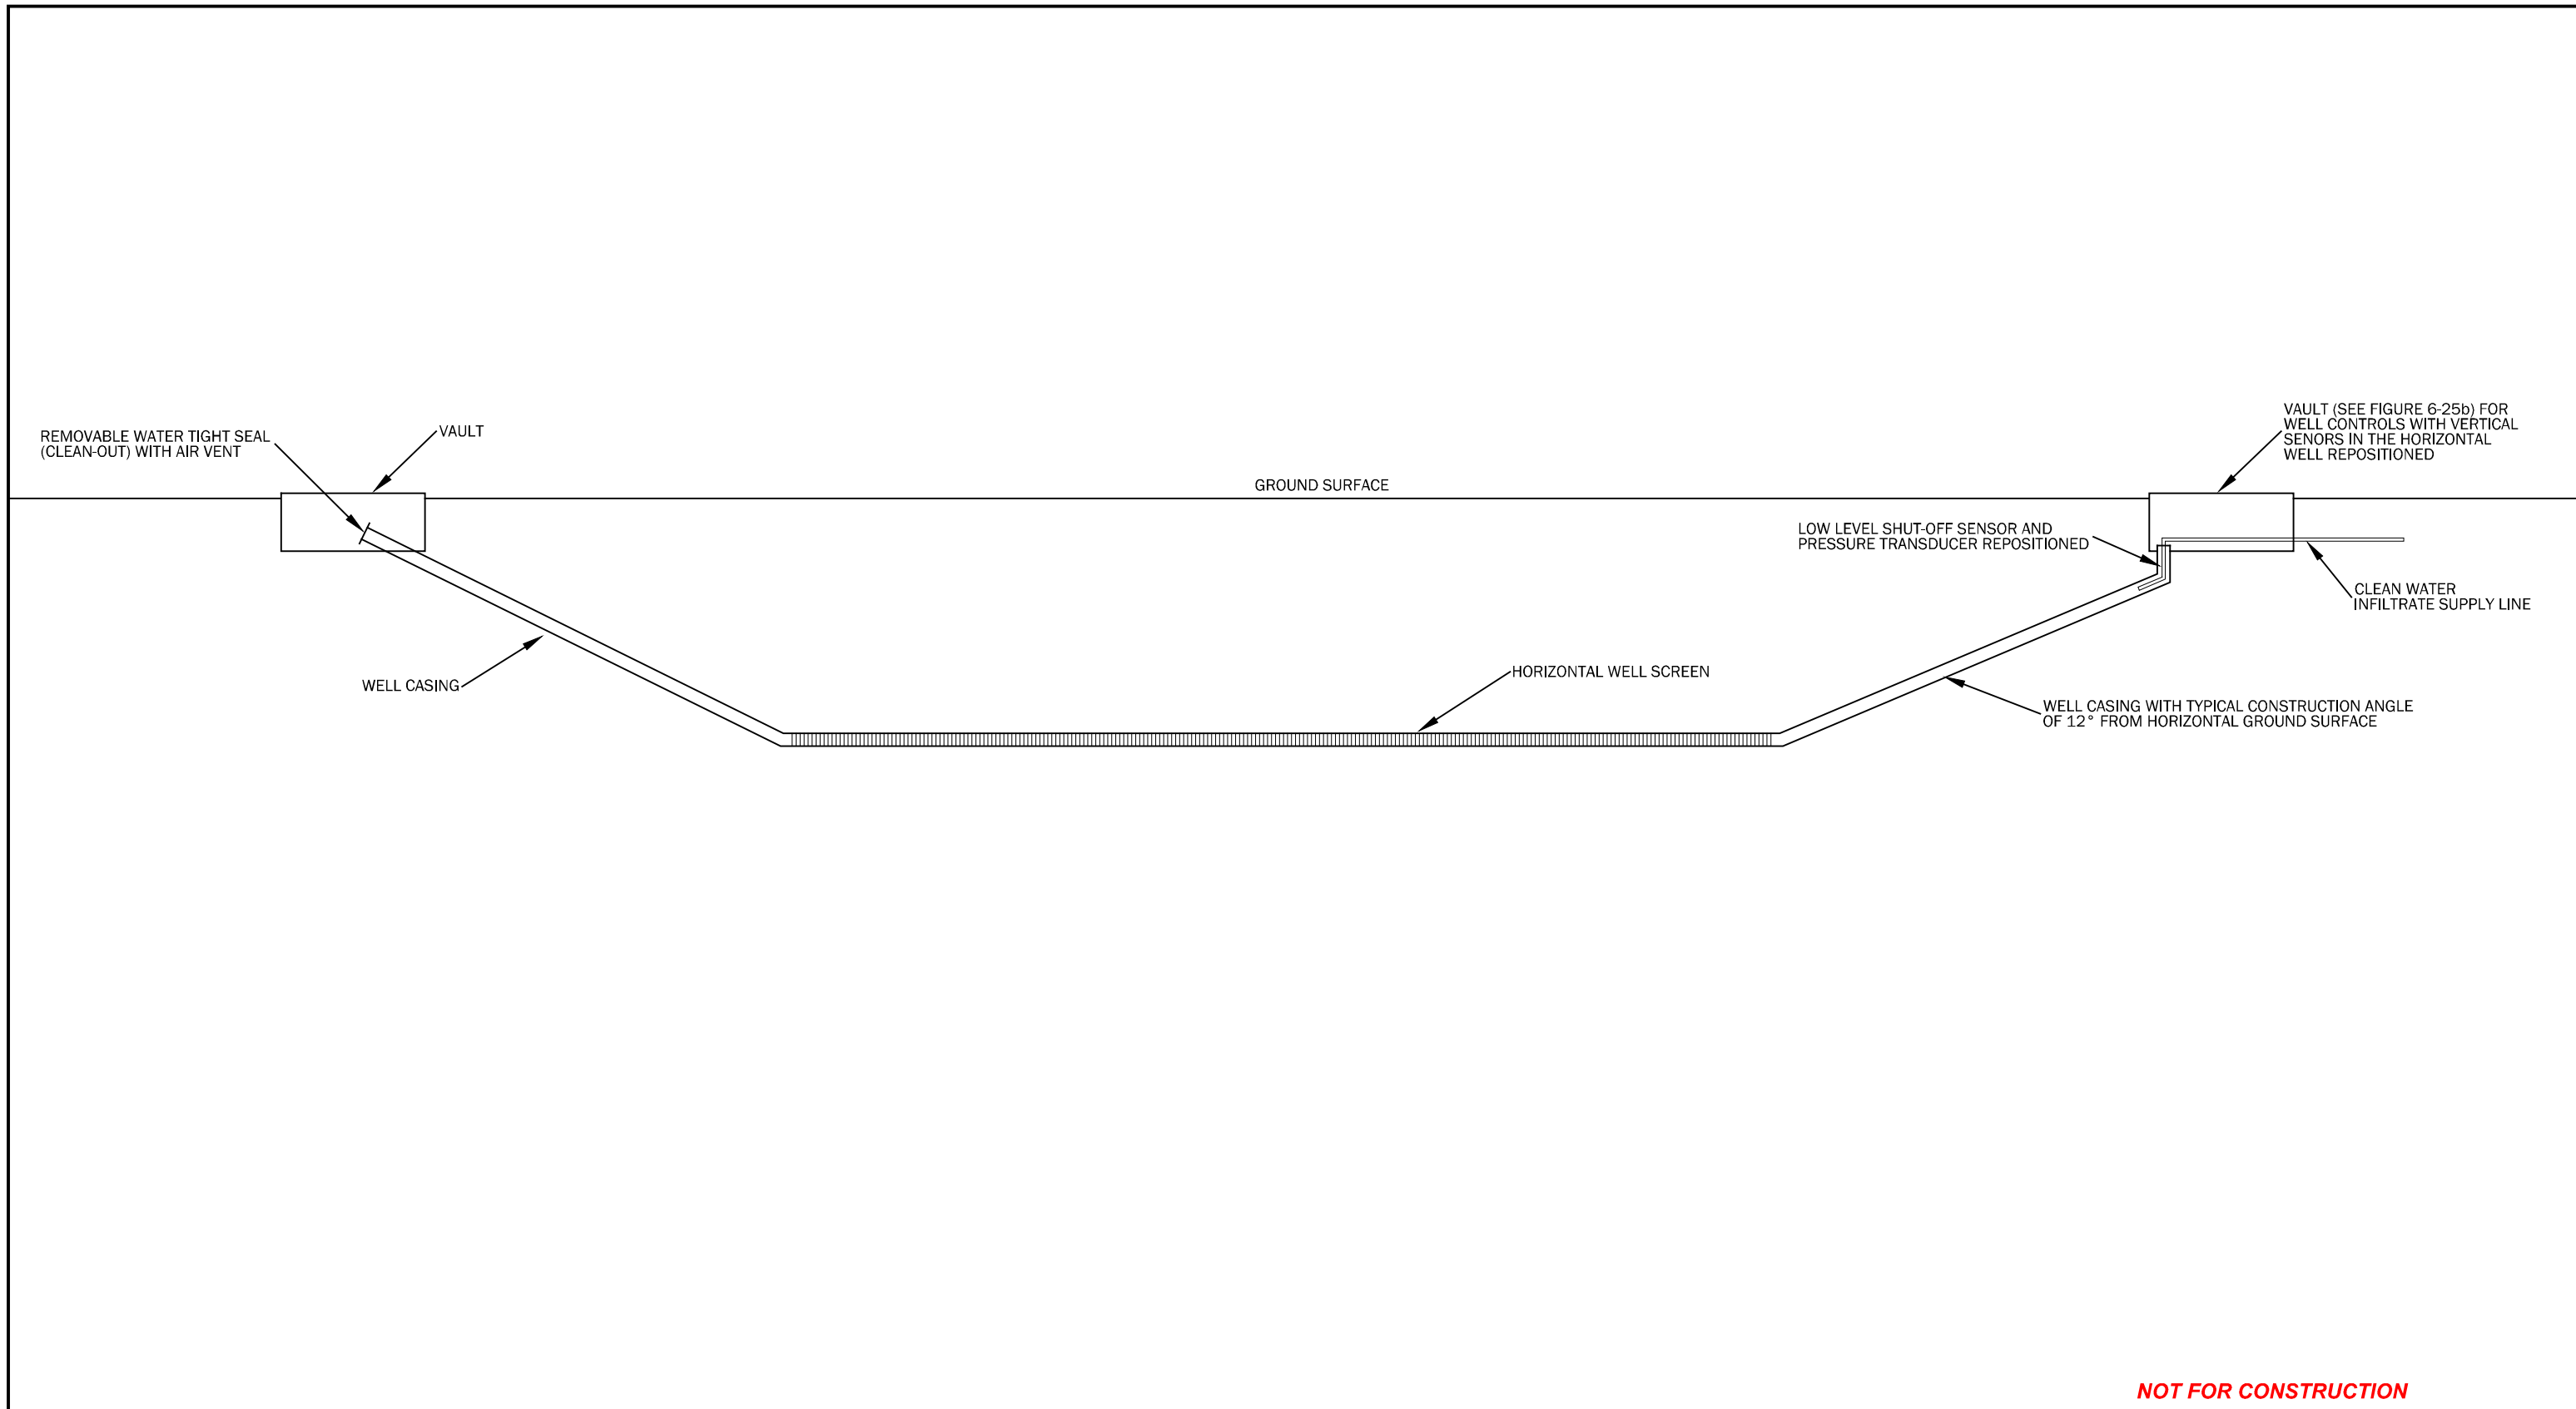 VAULT (SEE FIGURE 6-25b) FOR
WELL CONTROLS WITH VERTICAL
SENORS IN THE HORIZONTAL
WELL REPOSITIONED
REMOVABLE WATER TIGHT SEAL
(CLEAN-OUT) WITH AIR VENT
VAULT
GROUND SURFACE
LOW LEVEL SHUT-OFF SENSOR AND
PRESSURE TRANSDUCER REPOSITIONED
CLEAN WATER
INFILTRATE SUPPLY LINE
WELL CASING
HORIZONTAL WELL SCREEN
WELL CASING WITH TYPICAL CONSTRUCTION ANGLE
OF 12° FROM HORIZONTAL GROUND SURFACE
NOT FOR CONSTRUCTION